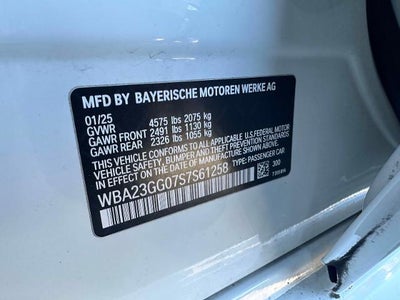 MFD BY BAYERISCHE MOTOREN WERKE AG
01/25
GVWR 4575 lbs 2075 kg
GAWR FRONT 2491 lbs 1130 kg
GAWR REAR 2326 lbs 1055 kg
THIS VEHICLE CONFORMS TO ALL APPLICABLE U.S.FEDERAL MOTOR
VEHICLE SAFETY, BUMPER, AND THEFT PREVENTION STANDARDS
IN EFFECT ON THE DATE OF MANUFACTURE SHOWN ABOVE.
TYPE: PASSENGER CAR
WBA23GG07S7S61258
300